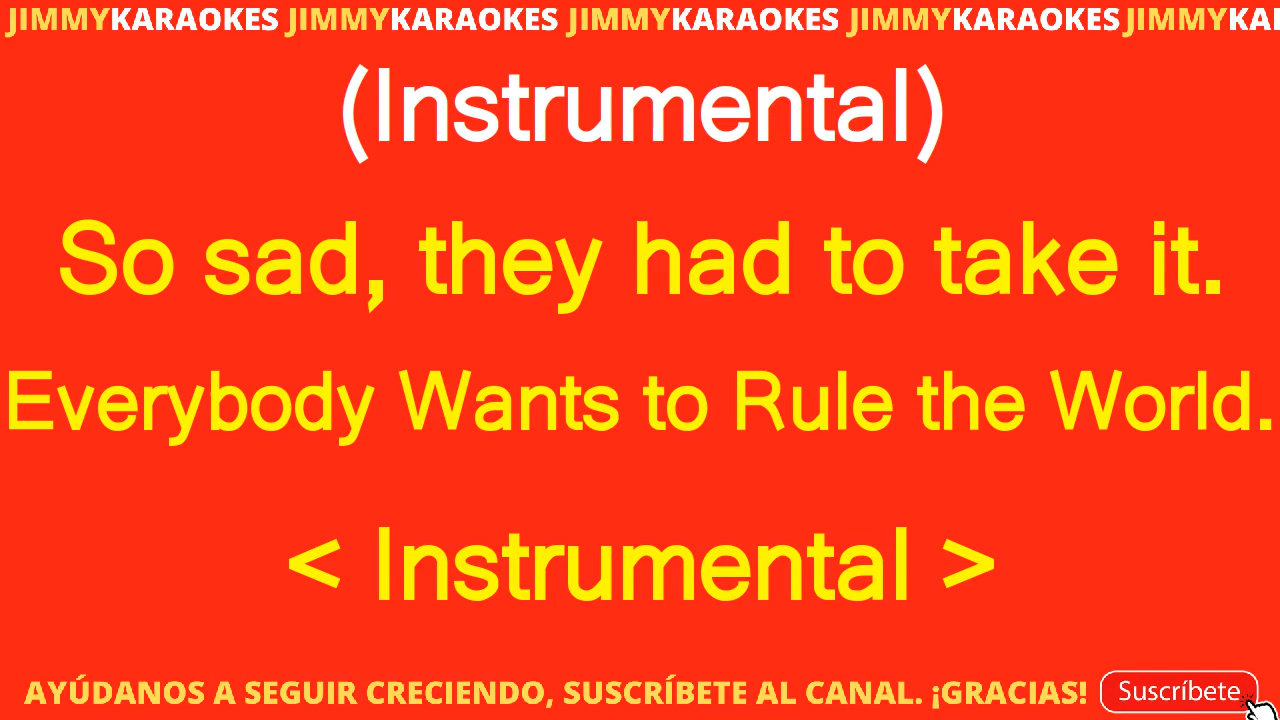 JIMMYKARAOKES JIMMYKARAOKES JIMMYKARAOKES JIMMYKARAOKES JIMMYKAI
(Instrumental)
So sad, they had to take it.
Everybody Wants to Rule the World.
< Instrumental >
AYÚDANOS A SEGUIR CRECIENDO, SUSCRÍBETE AL CANAL. ¡GRACIAS! Suscríbete